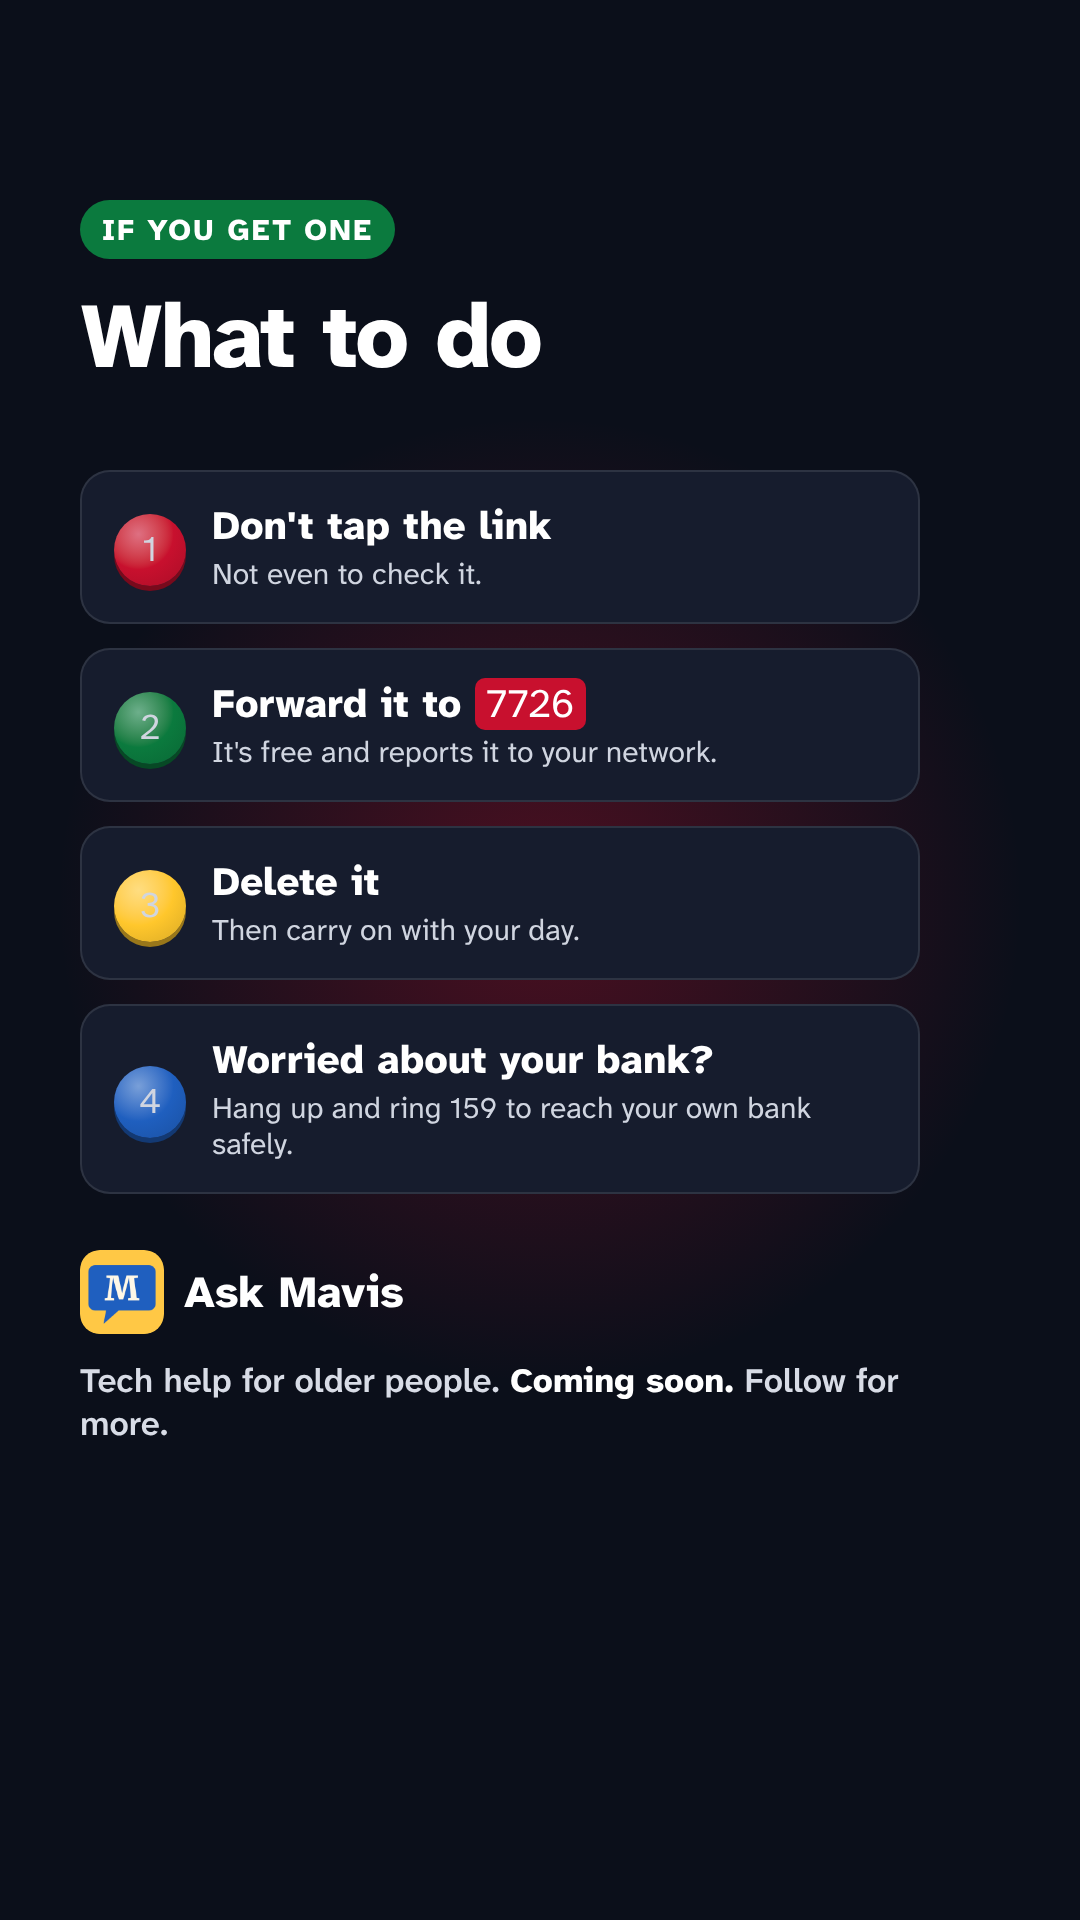 IF YOU GET ONE
What to do
1
Don't tap the link
Not even to check it.
2
Forward it to 7726
It's free and reports it to your network.
3
Delete it
Then carry on with your day.
4
Worried about your bank?
Hang up and ring 159 to reach your own bank
safely.
M
Ask Mavis
Tech help for older people. Coming soon. Follow for
more.